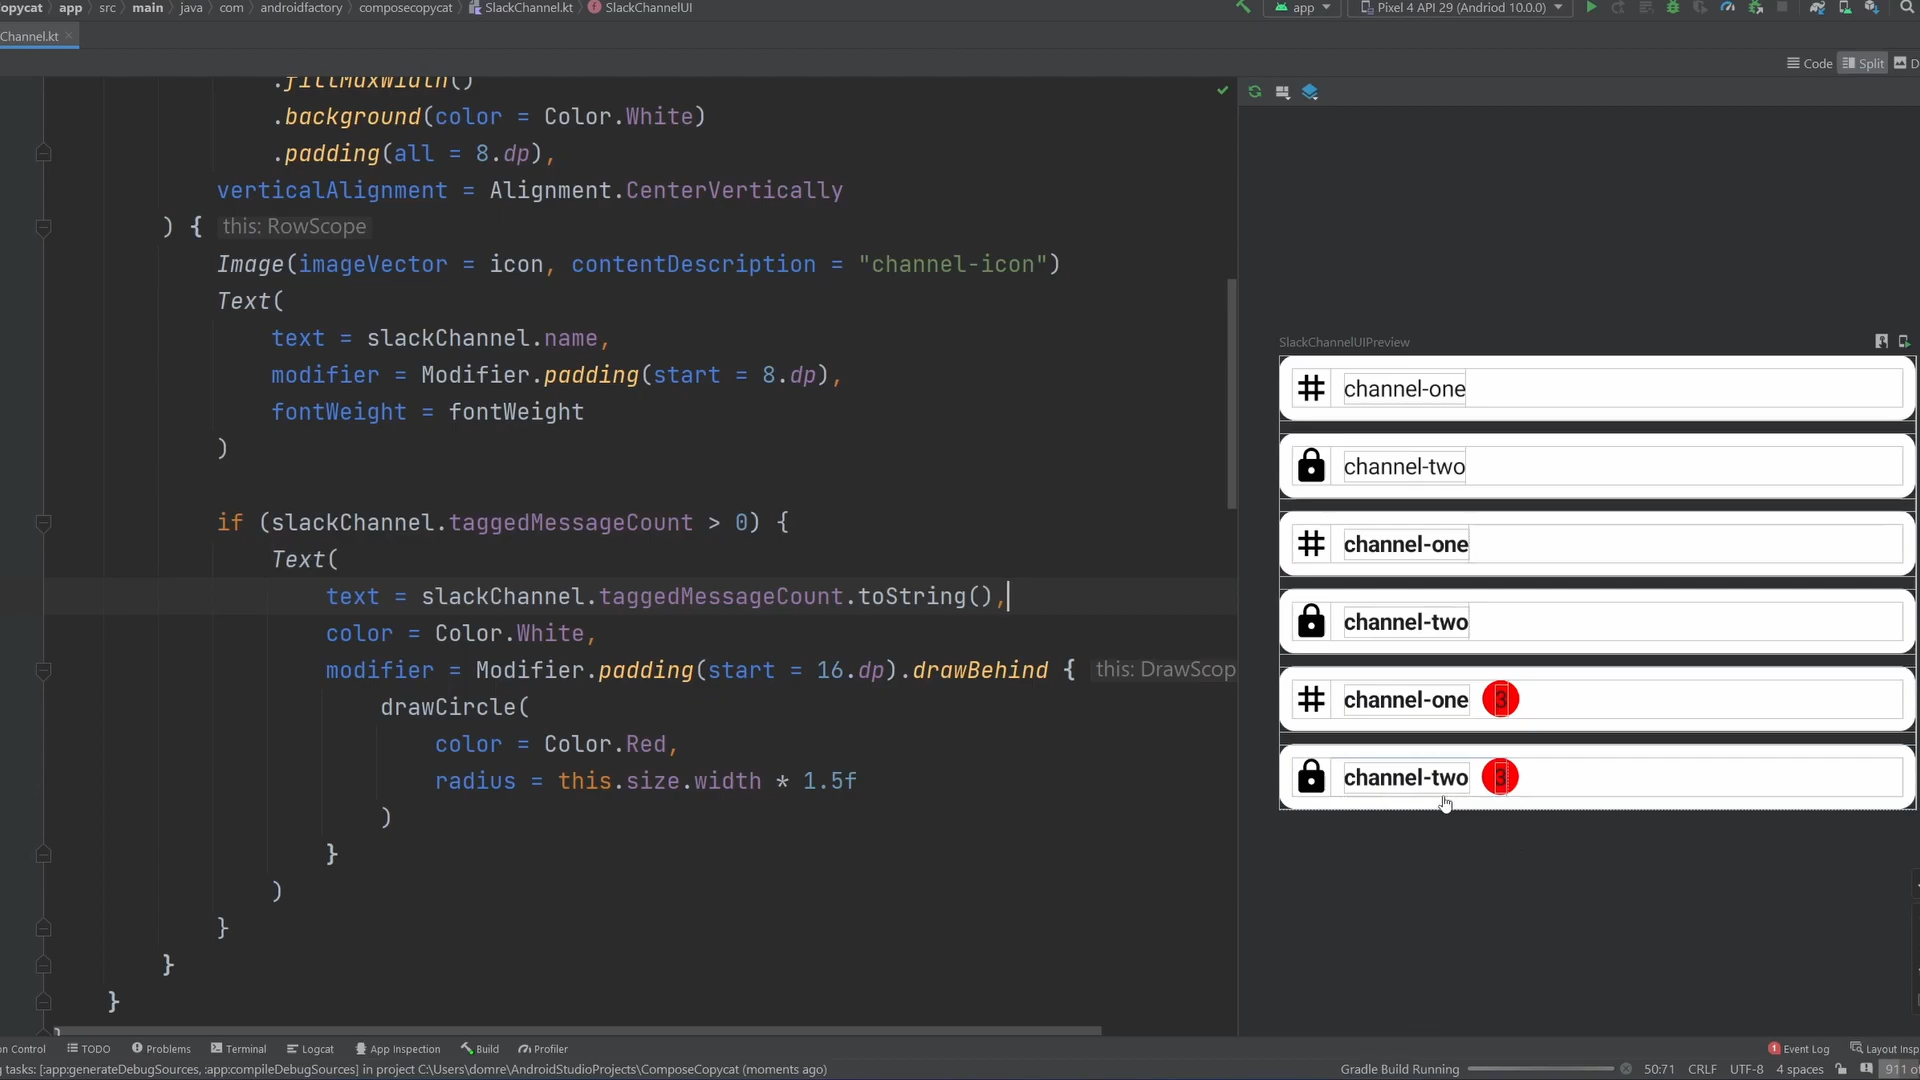 opycat app src main java com androidfactory composecopycat SlackChannel.kt SlackChannelUI
app Pixel 4 API 29 (Andriod 10.0.0)
Channel.kt
Code Split D
.fillMaxWidth()
.background(color = Color.White)
.padding(all = 8.dp),
verticalAlignment = Alignment.CenterVertically
) { this: RowScope
Image(imageVector = icon, contentDescription = "channel-icon")
Text(
text = slackChannel.name,
modifier = Modifier.padding(start = 8.dp),
fontWeight = fontWeight
)
if (slackChannel.taggedMessageCount > 0) {
Text(
text = slackChannel.taggedMessageCount.toString(),
color = Color.White,
modifier = Modifier.padding(start = 16.dp).drawBehind { this: DrawScop
drawCircle(
color = Color.Red,
radius = this.size.width * 1.5f
)
}
)
}
}
}
SlackChannelUIPreview
# channel-one
channel-two
# channel-one
channel-two
# channel-one 3
channel-two 3
on Control TODO Problems Terminal Logcat App Inspection Build Profiler 1 Event Log Layout Insp
g tasks: [:app:generateDebugSources, :app:compileDebugSources] in project C:\Users\domre\AndroidStudioProjects\ComposeCopycat (moments ago) Gradle Build Running 50:71 CRLF UTF-8 4 spaces 911 of